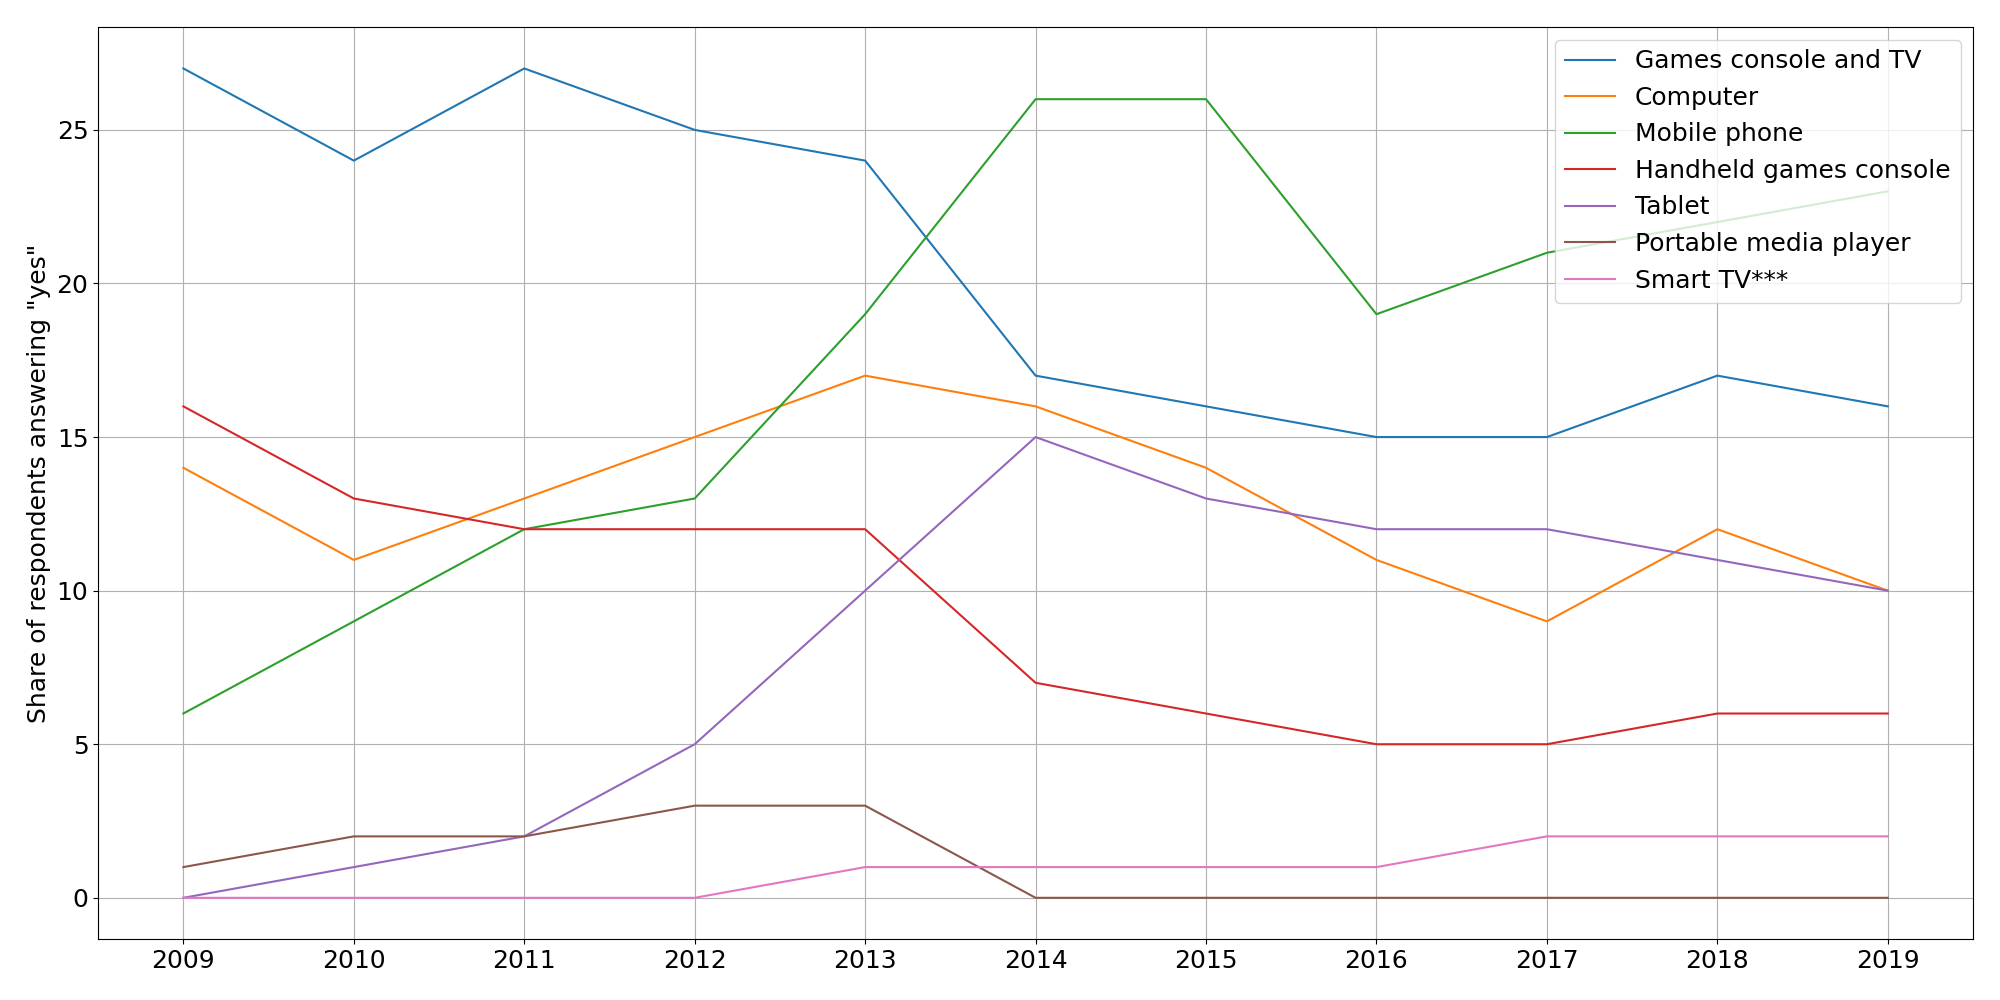 Games console and TV
Computer
Mobile phone
Handheld games console
Tablet
Portable media player
Smart TV***
Share of respondents answering "yes"
25
20
15
10
5
0
2009 2010 2011 2012 2013 2014 2015 2016 2017 2018 2019